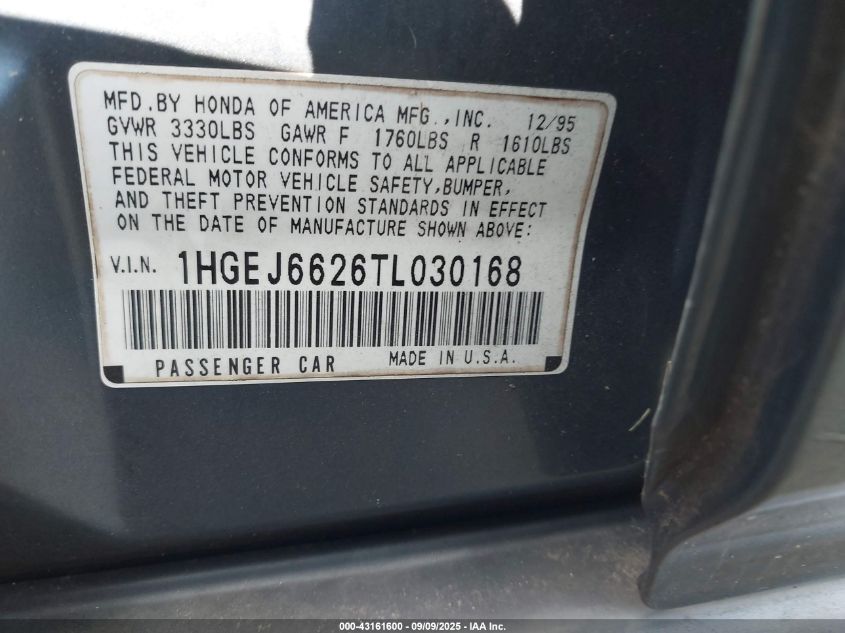 MFD.BY HONDA OF AMERICA MFG.,INC. 12/95
GVWR 3330LBS GAWR F 1760LBS R 1610LBS
THIS VEHICLE CONFORMS TO ALL APPLICABLE
FEDERAL MOTOR VEHICLE SAFETY,BUMPER,
AND THEFT PREVENTION STANDARDS IN EFFECT
ON THE DATE OF MANUFACTURE SHOWN ABOVE:
V.I.N. 1HGEJ6626TL030168
PASSENGER CAR MADE IN U.S.A.
000-43161600 - 09/09/2025 - IAA Inc.